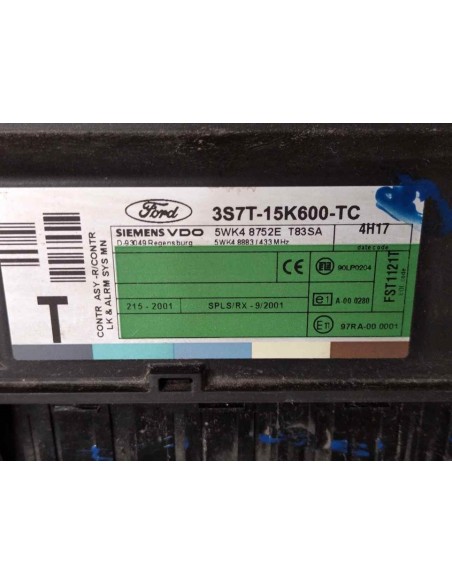 Ford
3S7T-15K600-TC
SIEMENS VDO
5WK4 8752E T83SA
4H17
D-93049 Regensburg
5WK4 8883 / 433 MHz
date code
CONTR ASY -R/CONTR
LK & ALRM SYS MN
T
90LP0204
FST1121T
e1
A-00 0280
215 - 2001
SPLS/RX - 9/2001
E11
97RA-00 0001
CE